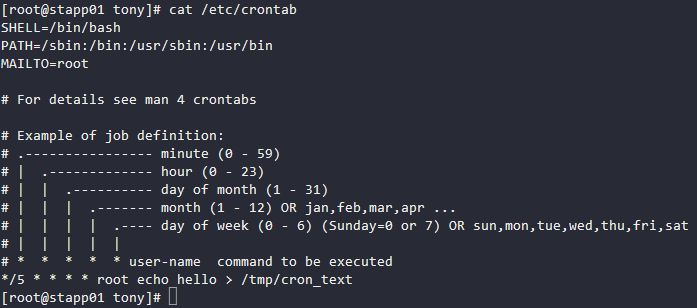 [root@stapp01 tony]# cat /etc/crontab
SHELL=/bin/bash
PATH=/sbin:/bin:/usr/sbin:/usr/bin
MAILTO=root

# For details see man 4 crontabs

# Example of job definition:
# .---------------- minute (0 - 59)
# |  .------------- hour (0 - 23)
# |  |  .---------- day of month (1 - 31)
# |  |  |  .------- month (1 - 12) OR jan,feb,mar,apr ...
# |  |  |  |  .---- day of week (0 - 6) (Sunday=0 or 7) OR sun,mon,tue,wed,thu,fri,sat
# |  |  |  |  |
# *  *  *  *  * user-name  command to be executed
*/5 * * * * root echo hello > /tmp/cron_text
[root@stapp01 tony]#